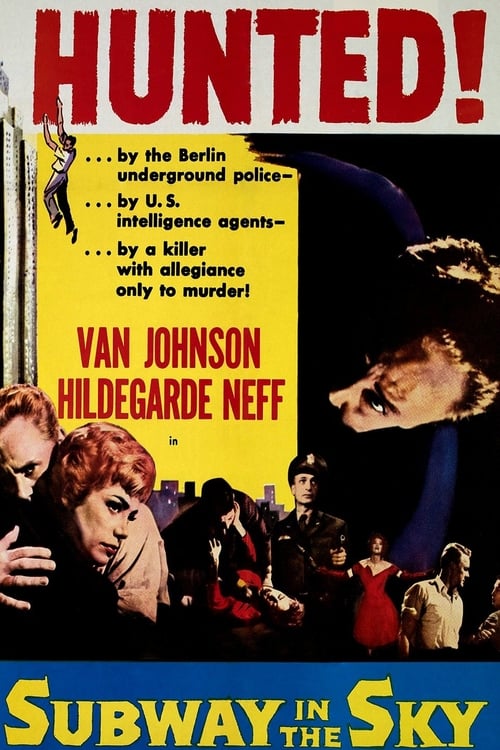 HUNTED!
...by the Berlin
underground police—
...by U.S.
intelligence agents—
...by a killer
with allegiance
only to murder!
VAN JOHNSON
HILDEGARDE NEFF
in
SUBWAY IN THE SKY